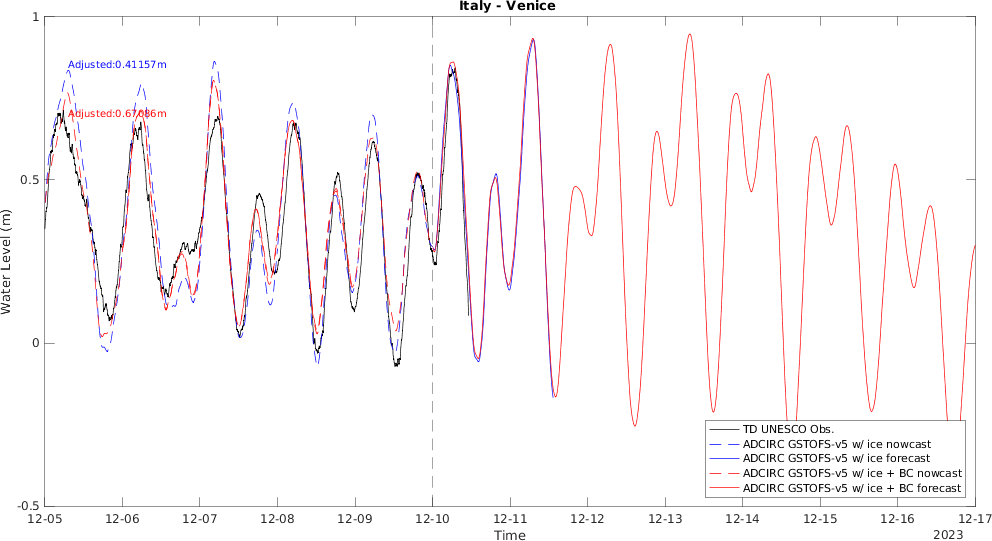 Italy - Venice
1
Adjusted:0.41157m
Adjusted:0.67086m
0.5
Water Level (m)
0
TD UNESCO Obs.
ADCIRC GSTOFS-v5 w/ ice nowcast
ADCIRC GSTOFS-v5 w/ ice forecast
ADCIRC GSTOFS-v5 w/ ice + BC nowcast
ADCIRC GSTOFS-v5 w/ ice + BC forecast
-0.5
12-05 12-06 12-07 12-08 12-09 12-10 12-11 12-12 12-13 12-14 12-15 12-16 12-17
Time
2023